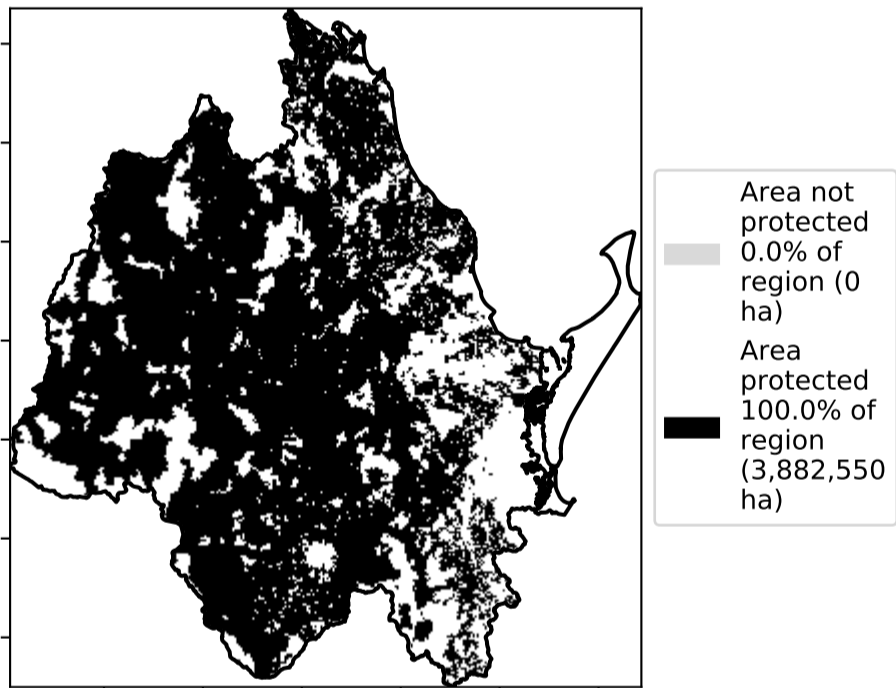 Area not
protected
0.0% of
region (0
ha)
Area
protected
100.0% of
region
(3,882,550
ha)